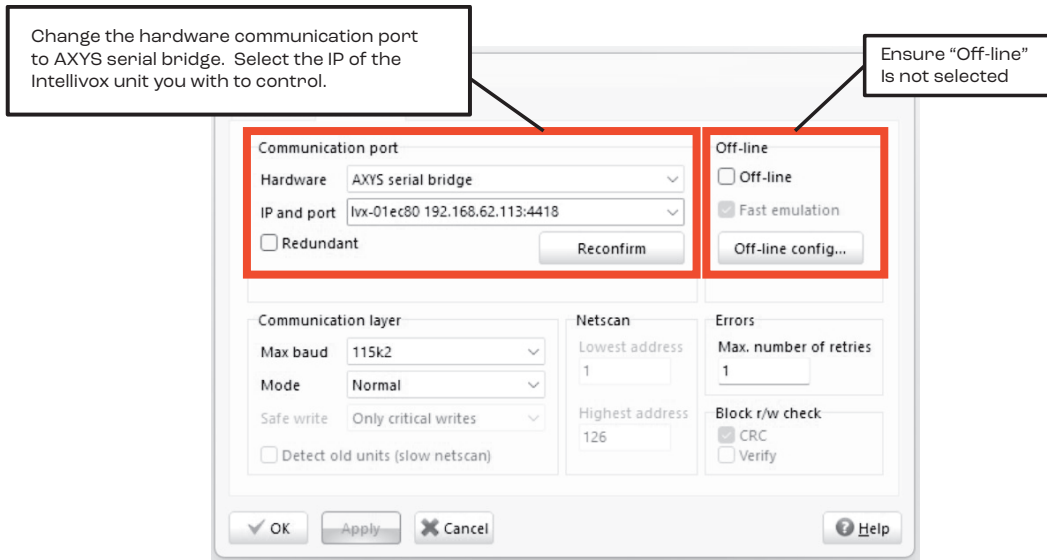 Change the hardware communication port
to AXYS serial bridge. Select the IP of the
Intellivox unit you with to control.
Ensure "Off-line"
Is not selected
Communication port
Hardware AXYS serial bridge
IP and port lvx-01ec80 192.168.62.113:4418
Redundant Reconfirm
Off-line
Off-line
Fast emulation
Off-line config...
Communication layer
Max baud 115k2
Mode Normal
Safe write Only critical writes
Detect old units (slow netscan)
Netscan
Lowest address
1
Highest address
126
Errors
Max. number of retries
1
Block r/w check
CRC
Verify
OK Apply Cancel Help